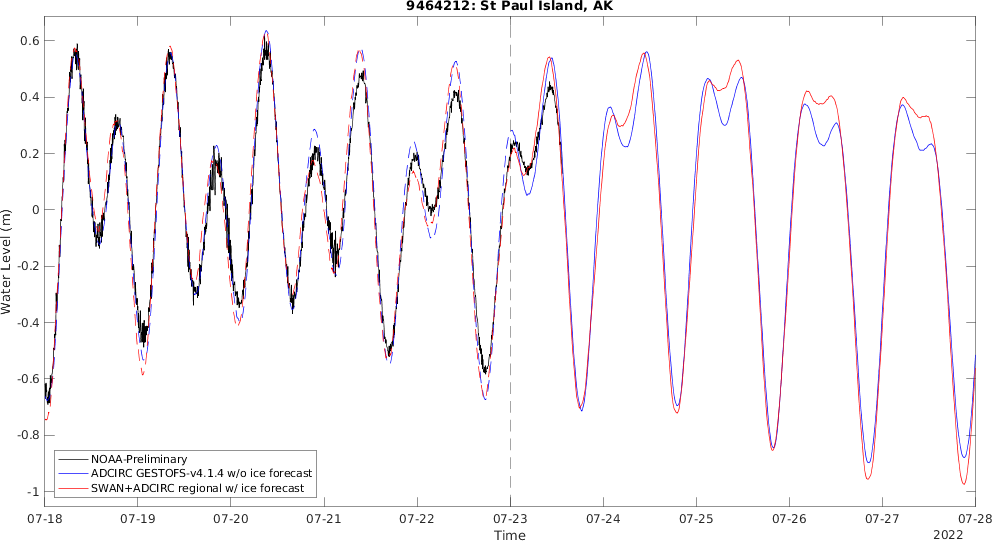 9464212: St Paul Island, AK
Water Level (m)
0.6
0.4
0.2
0
-0.2
-0.4
-0.6
-0.8
-1
NOAA-Preliminary
ADCIRC GESTOFS-v4.1.4 w/o ice forecast
SWAN+ADCIRC regional w/ ice forecast
07-18 07-19 07-20 07-21 07-22 07-23 07-24 07-25 07-26 07-27 07-28
Time
2022